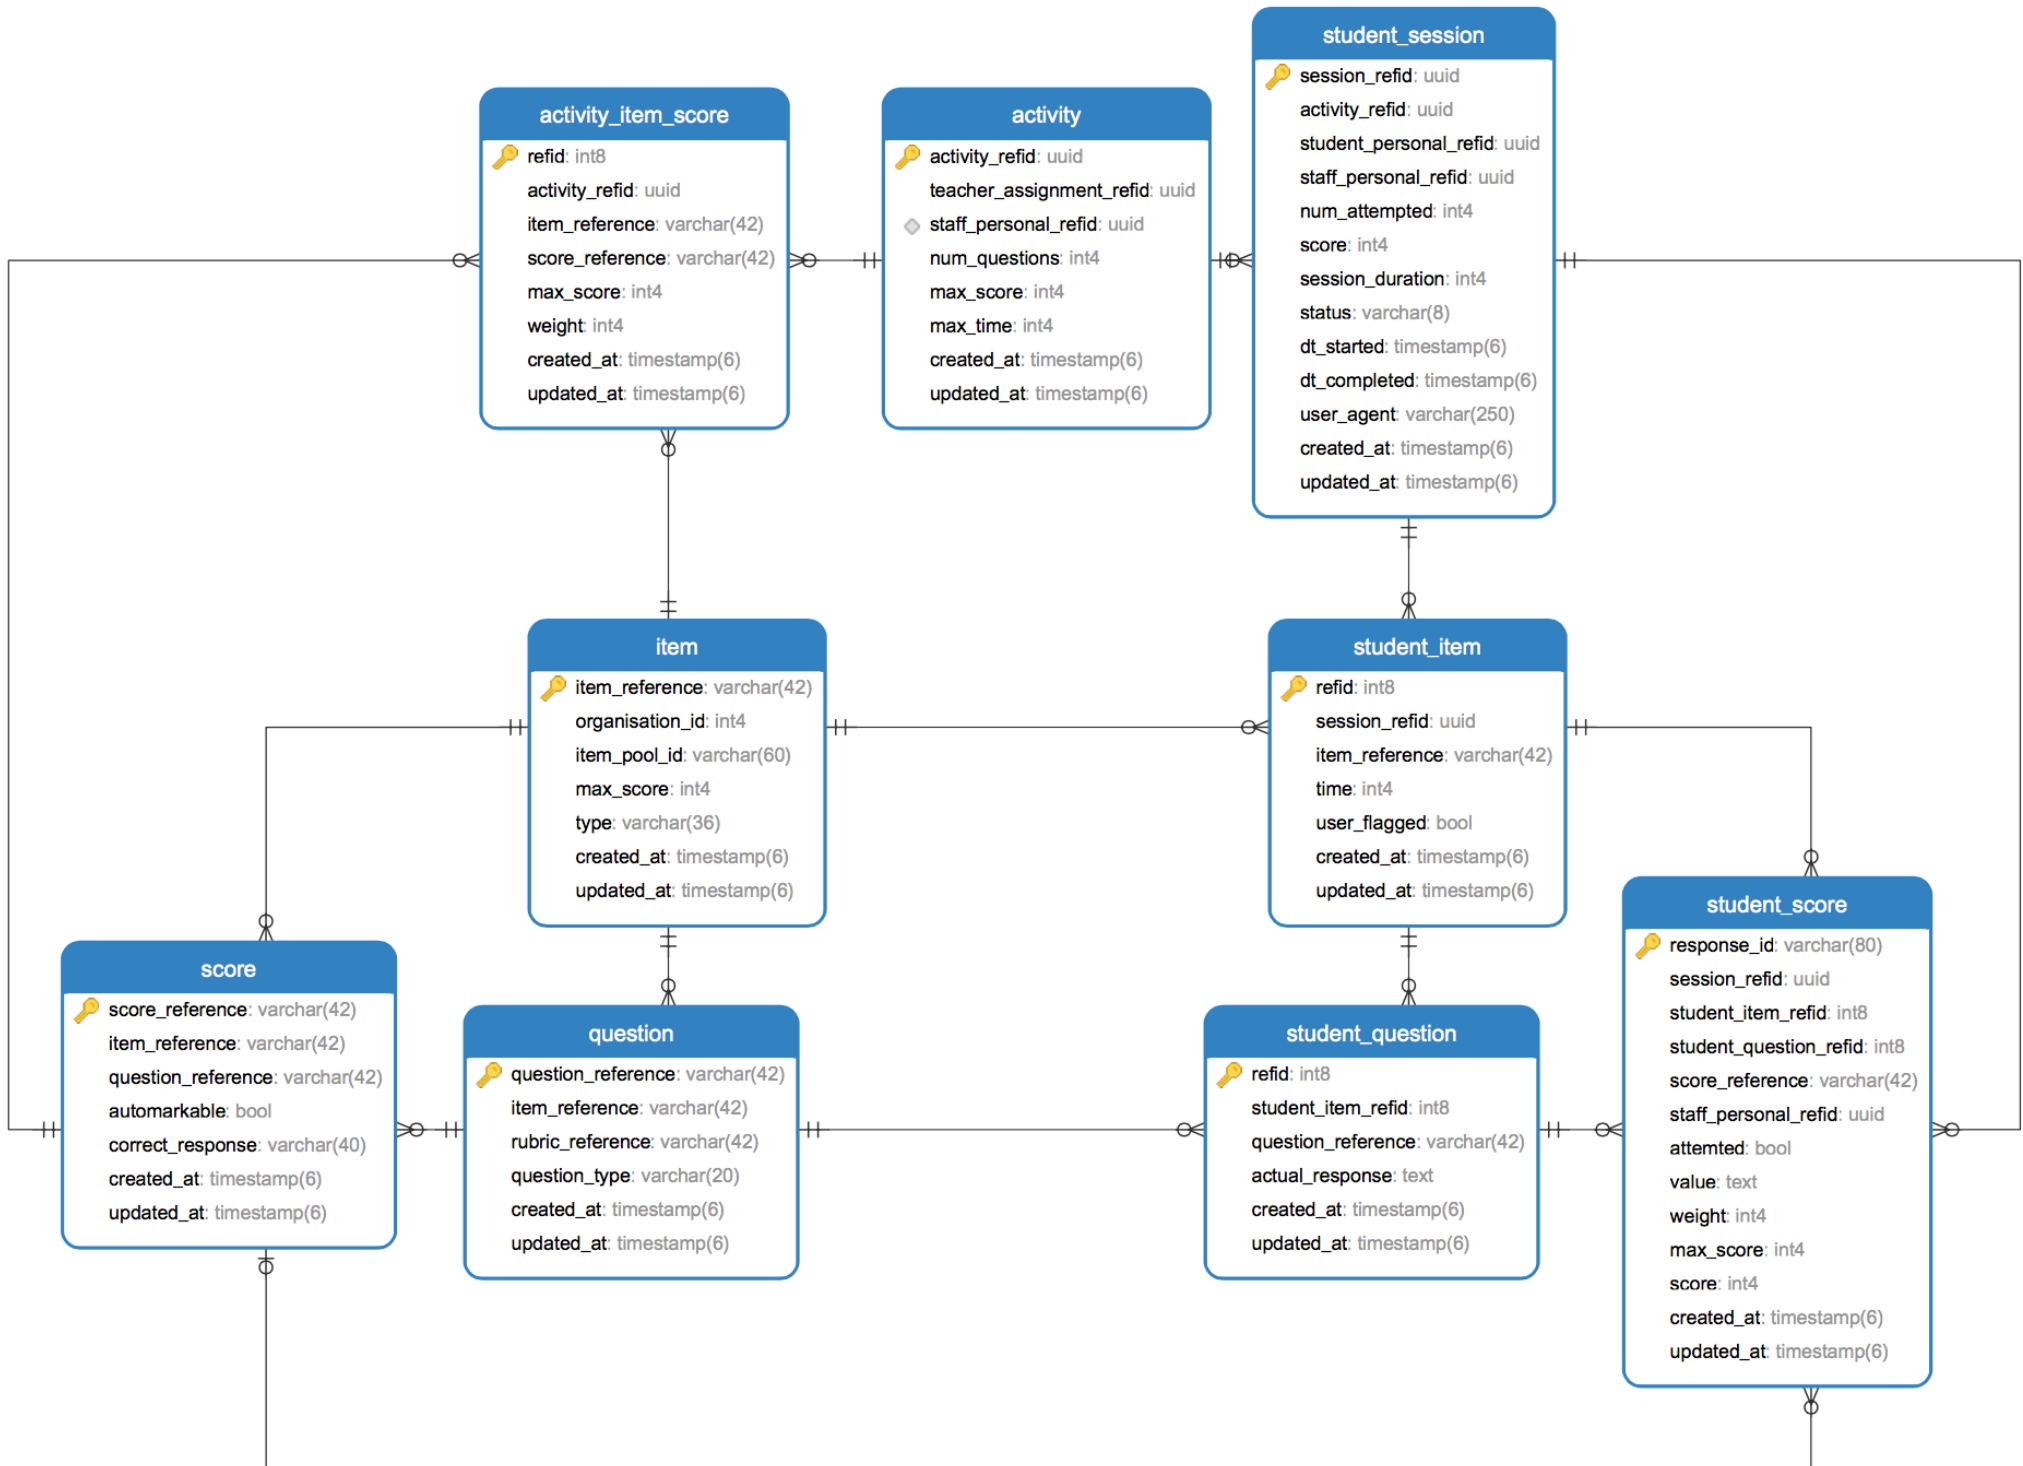 student_session
session_refid: uuid
activity_refid: uuid
student_personal_refid: uuid
staff_personal_refid: uuid
num_attempted: int4
score: int4
session_duration: int4
status: varchar(8)
dt_started: timestamp(6)
dt_completed: timestamp(6)
user_agent: varchar(250)
created_at: timestamp(6)
updated_at: timestamp(6)
activity_item_score
refid: int8
activity_refid: uuid
item_reference: varchar(42)
score_reference: varchar(42)
max_score: int4
weight: int4
created_at: timestamp(6)
updated_at: timestamp(6)
activity
activity_refid: uuid
teacher_assignment_refid: uuid
staff_personal_refid: uuid
num_questions: int4
max_score: int4
max_time: int4
created_at: timestamp(6)
updated_at: timestamp(6)
item
item_reference: varchar(42)
organisation_id: int4
item_pool_id: varchar(60)
max_score: int4
type: varchar(36)
created_at: timestamp(6)
updated_at: timestamp(6)
student_item
refid: int8
session_refid: uuid
item_reference: varchar(42)
time: int4
user_flagged: bool
created_at: timestamp(6)
updated_at: timestamp(6)
student_score
response_id: varchar(80)
session_refid: uuid
student_item_refid: int8
student_question_refid: int8
score_reference: varchar(42)
staff_personal_refid: uuid
attemted: bool
value: text
weight: int4
max_score: int4
score: int4
created_at: timestamp(6)
updated_at: timestamp(6)
score
score_reference: varchar(42)
item_reference: varchar(42)
question_reference: varchar(42)
automarkable: bool
correct_response: varchar(40)
created_at: timestamp(6)
updated_at: timestamp(6)
question
question_reference: varchar(42)
item_reference: varchar(42)
rubric_reference: varchar(42)
question_type: varchar(20)
created_at: timestamp(6)
updated_at: timestamp(6)
student_question
refid: int8
student_item_refid: int8
question_reference: varchar(42)
actual_response: text
created_at: timestamp(6)
updated_at: timestamp(6)